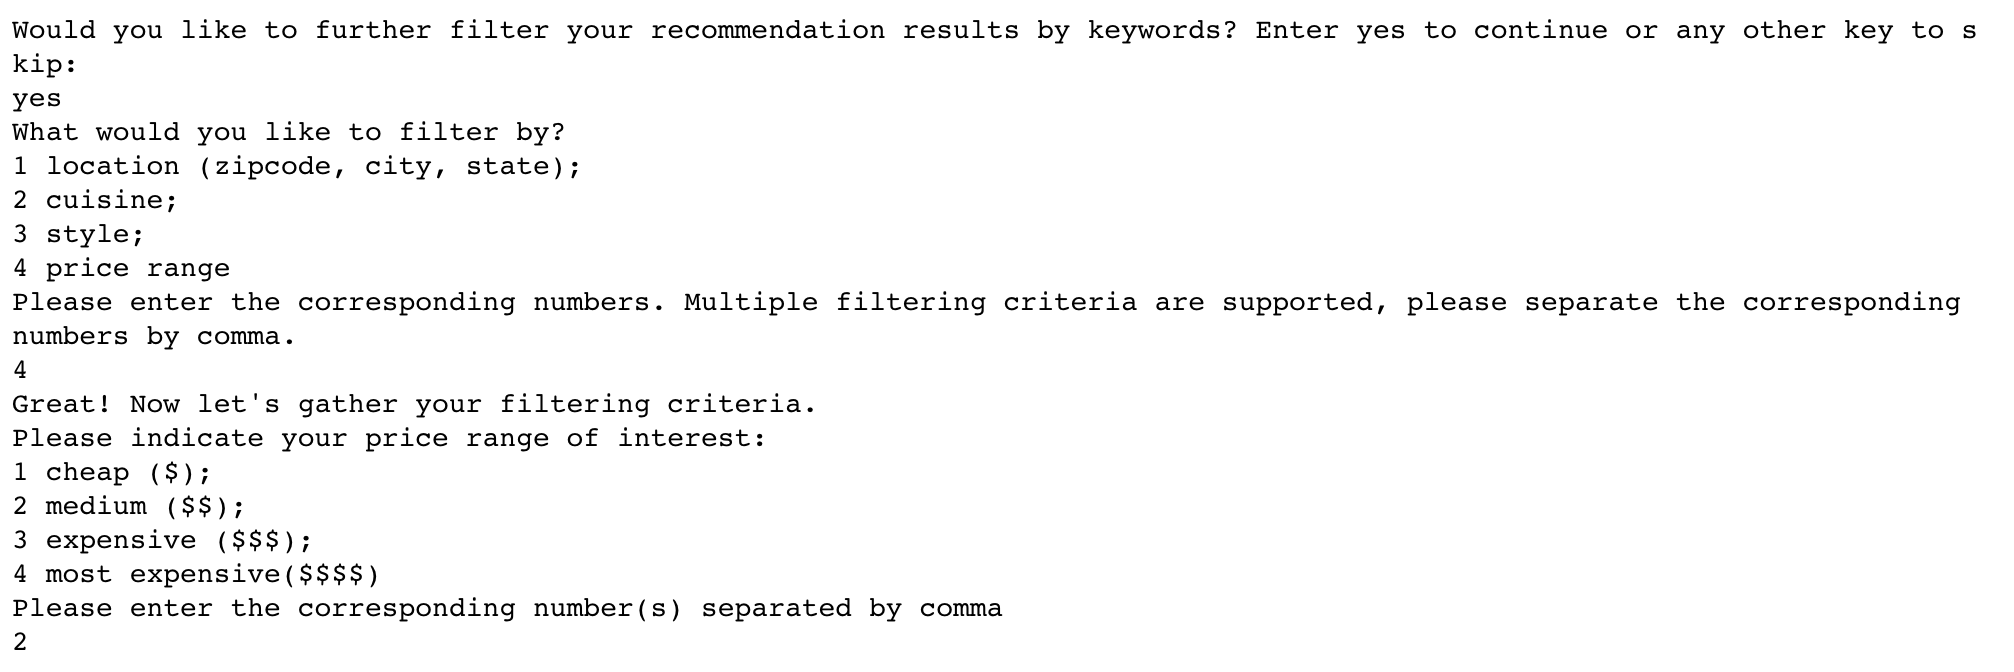 Would you like to further filter your recommendation results by keywords? Enter yes to continue or any other key to s
kip:
yes
What would you like to filter by?
1 location (zipcode, city, state);
2 cuisine;
3 style;
4 price range
Please enter the corresponding numbers. Multiple filtering criteria are supported, please separate the corresponding
numbers by comma.
4
Great! Now let's gather your filtering criteria.
Please indicate your price range of interest:
1 cheap ($);
2 medium ($$);
3 expensive ($$$);
4 most expensive($$$$)
Please enter the corresponding number(s) separated by comma
2